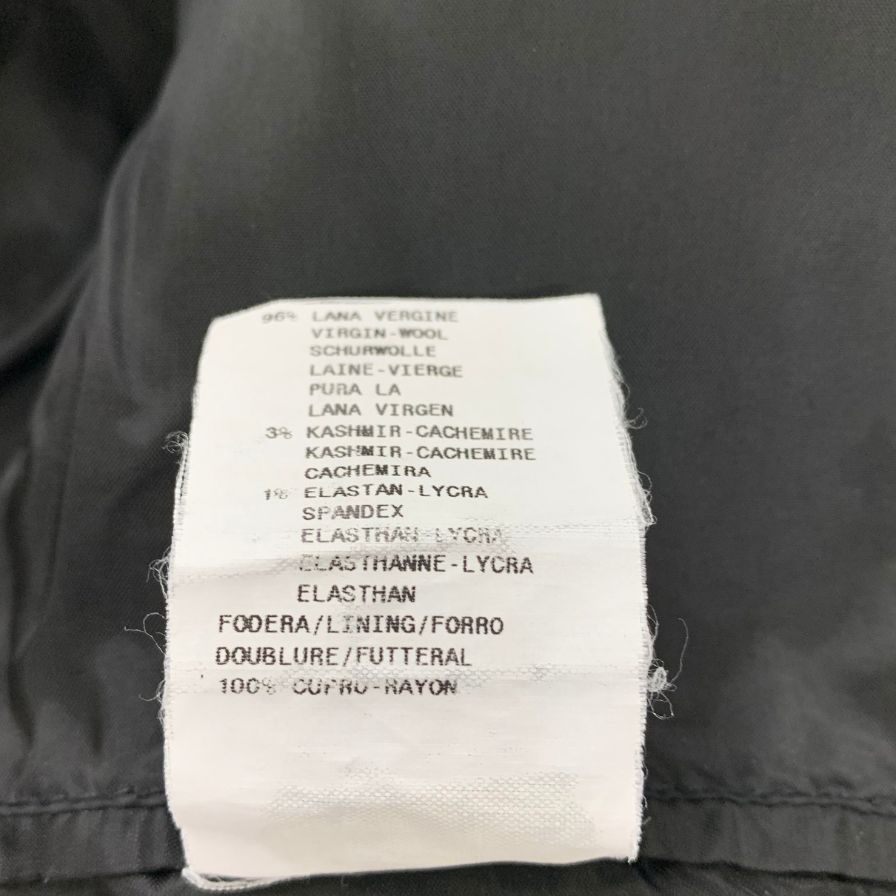 96% LANA VERGINE
VIRGIN-WOOL
SCHURWOLLE
LAINE-VIERGE
PURA LA
LANA VIRGEN
3% KASHMIR-CACHEMIRE
KASHMIR-CACHEMIRE
CACHEMIRA
1% ELASTAN-LYCRA
SPANDEX
ELASTHAN-LYCRA
ELASTHANNE-LYCRA
ELASTHAN
FODERA/LINING/FORRO
DOUBLURE/FUTTERAL
100% CUPRO-RAYON